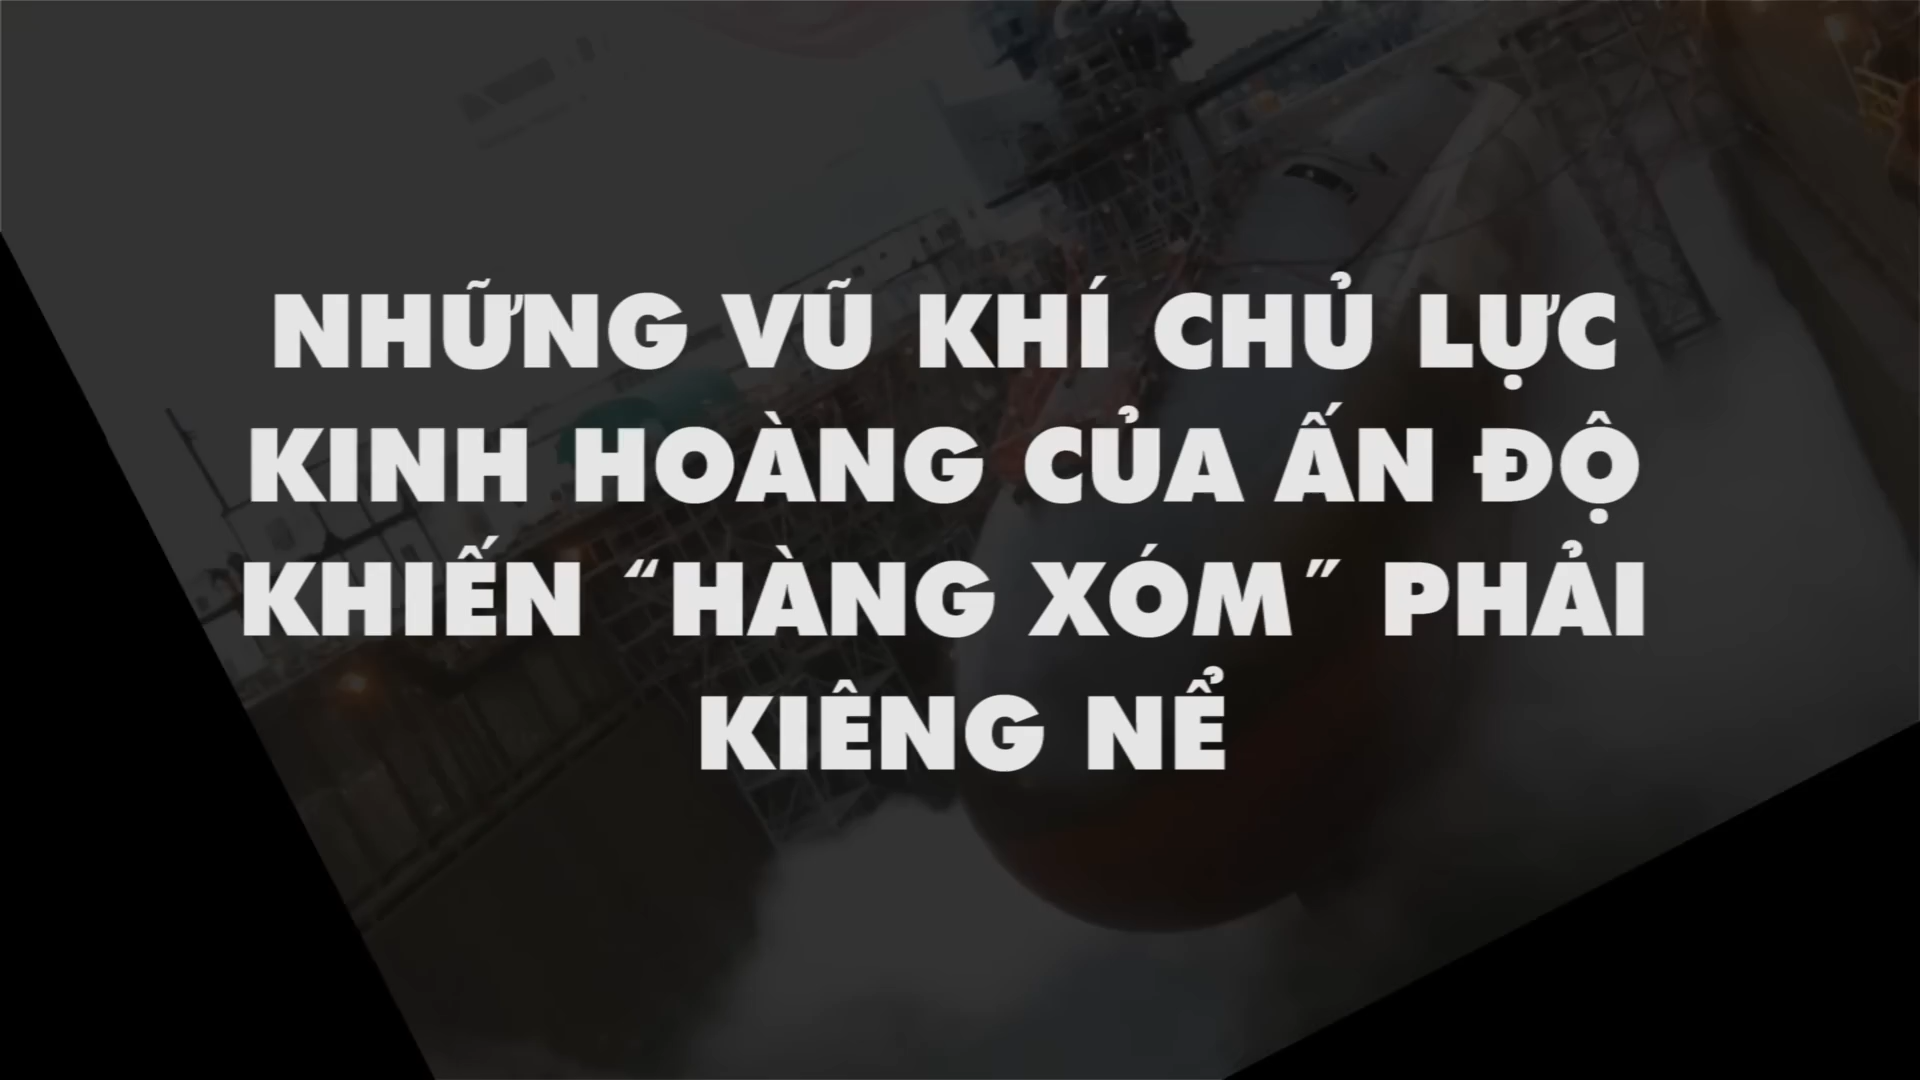 NHỮNG VŨ KHÍ CHỦ LỰC
KINH HOÀNG CỦA ẤN ĐỘ
KHIẾN “HÀNG XÓM” PHẢI
KIÊNG NỂ